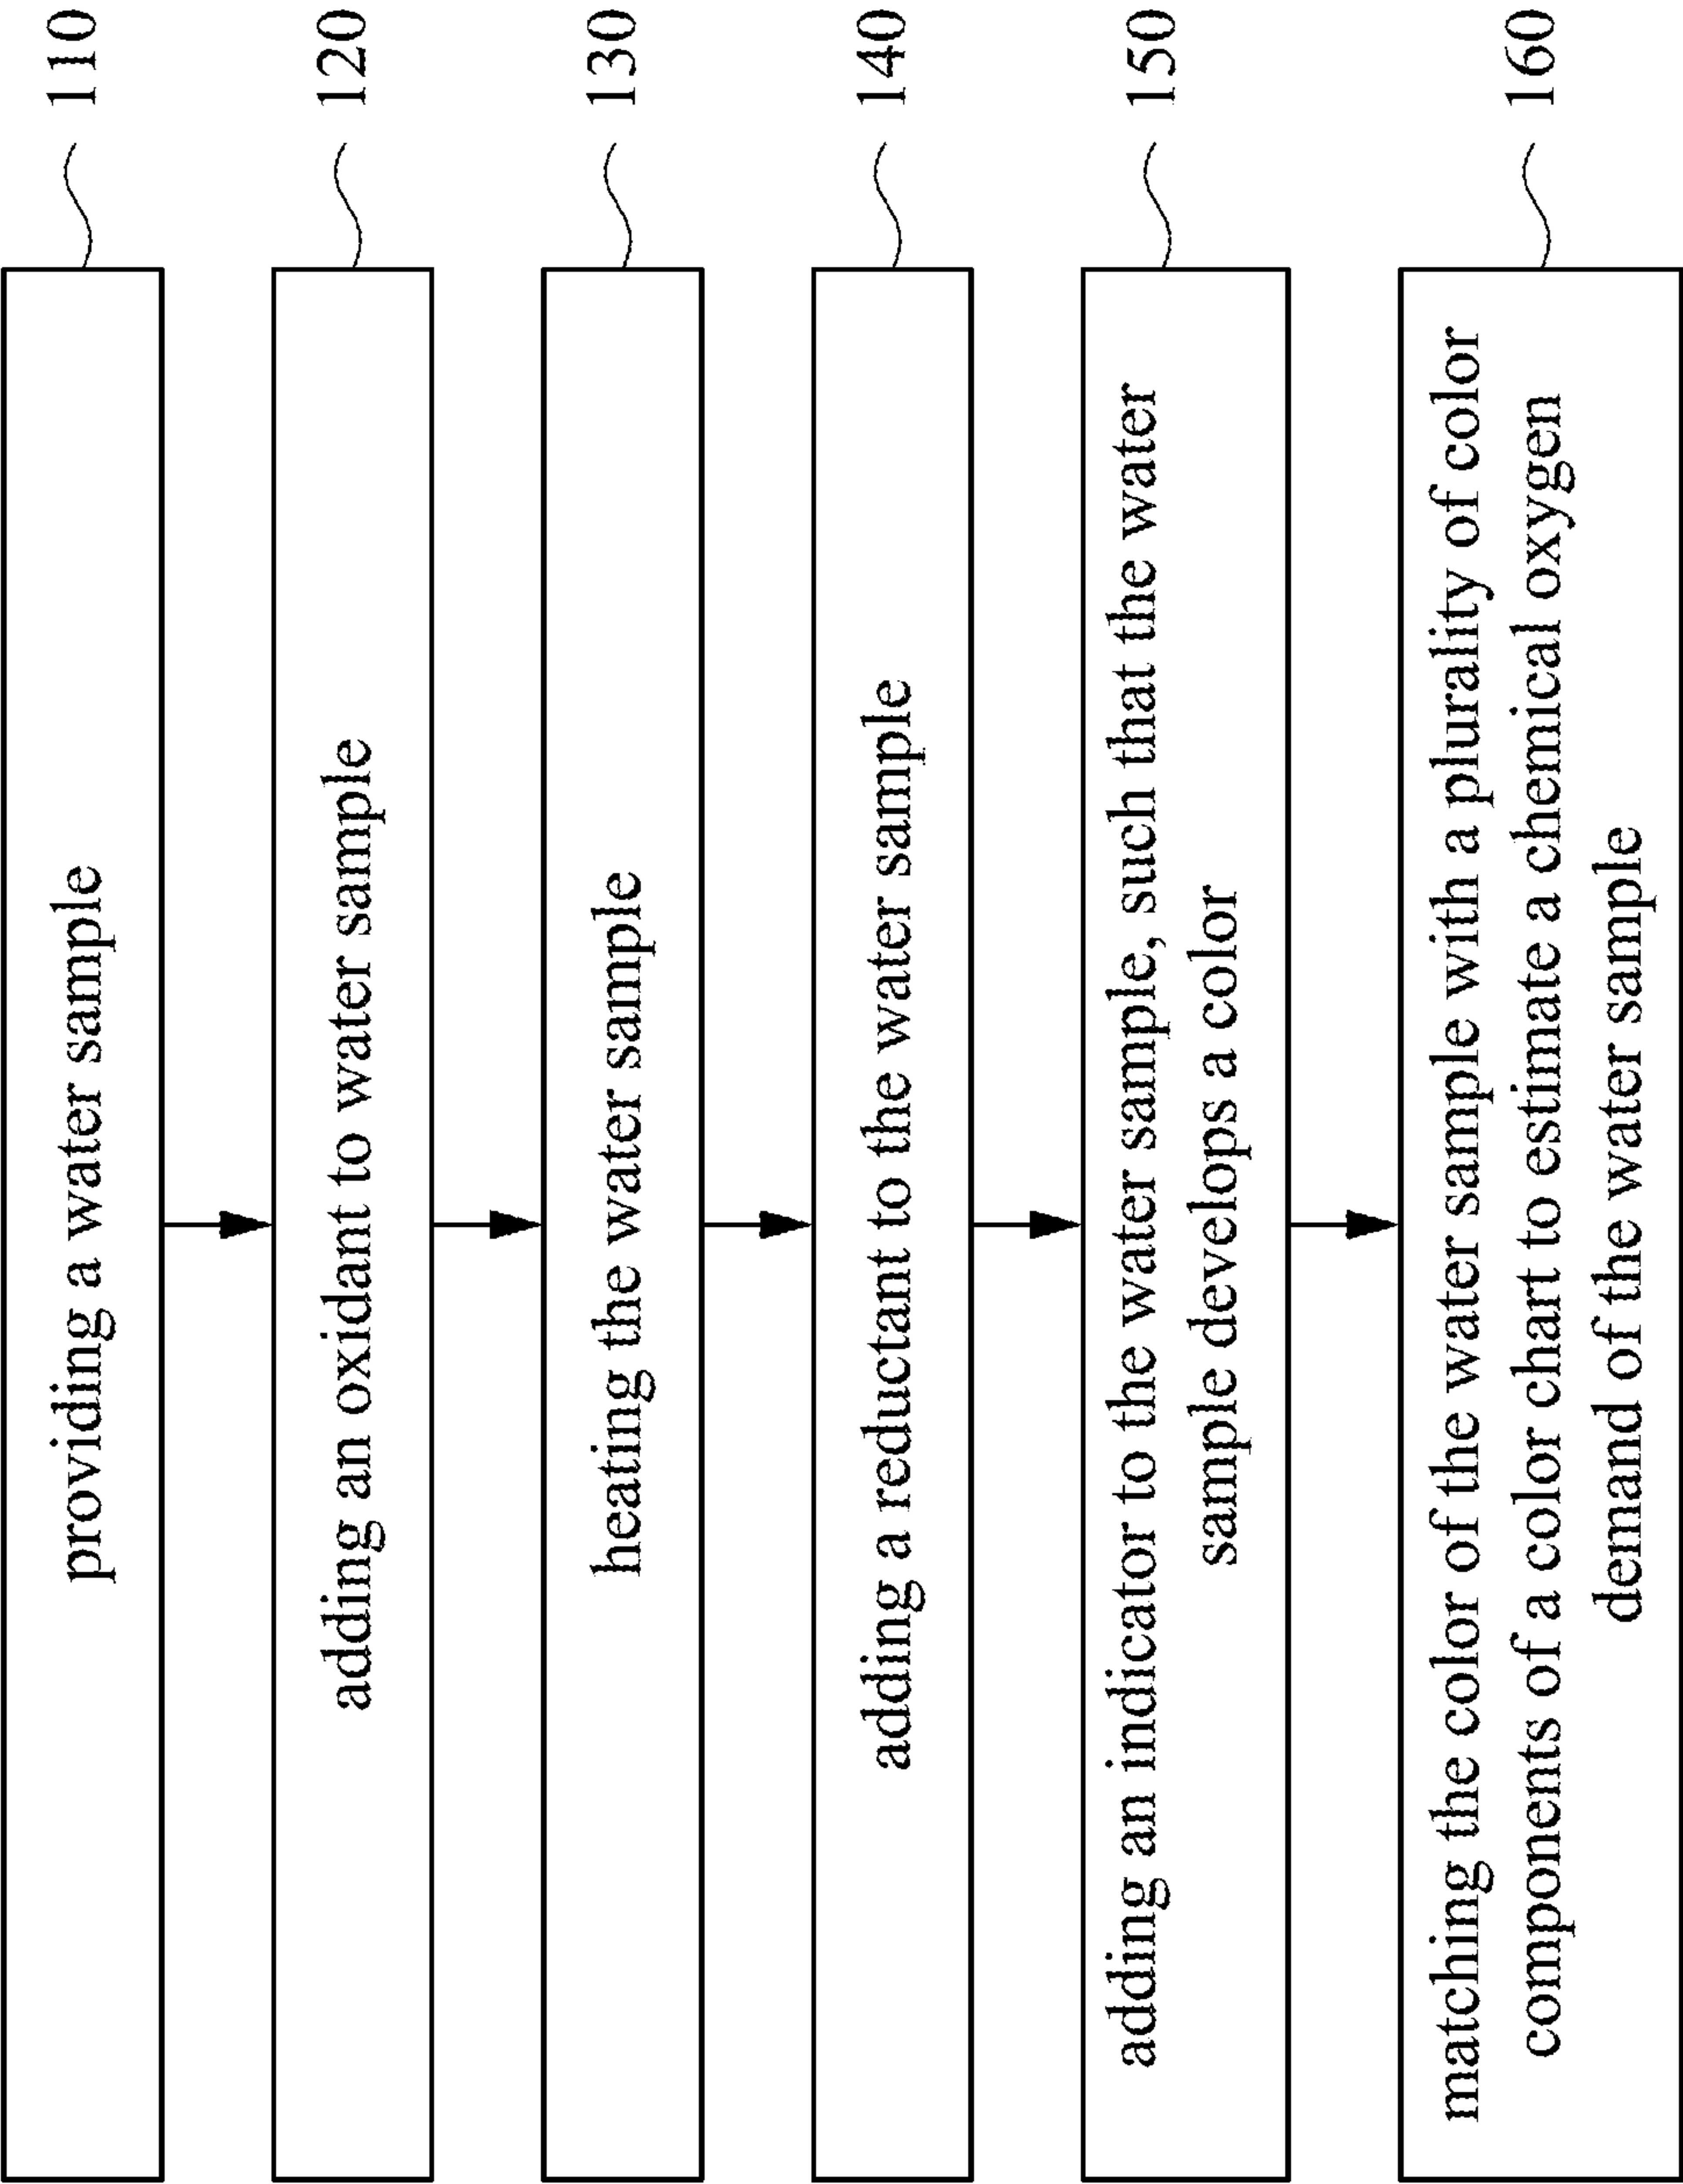 providing a water sample
110
adding an oxidant to water sample
120
heating the water sample
130
adding a reductant to the water sample
140
adding an indicator to the water sample, such that the water
sample develops a color
150
matching the color of the water sample with a plurality of color
components of a color chart to estimate a chemical oxygen
demand of the water sample
160